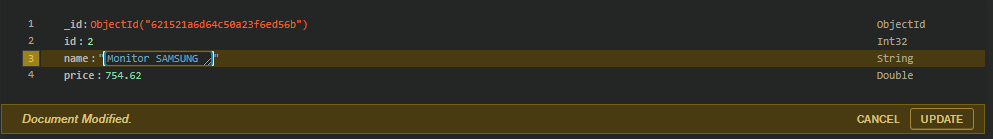 1 _id: ObjectId("621521a6d64c50a23f6ed56b") ObjectId
2 id: 2 Int32
3 name: "Monitor SAMSUNG " String
4 price: 754.62 Double
Document Modified. CANCEL UPDATE